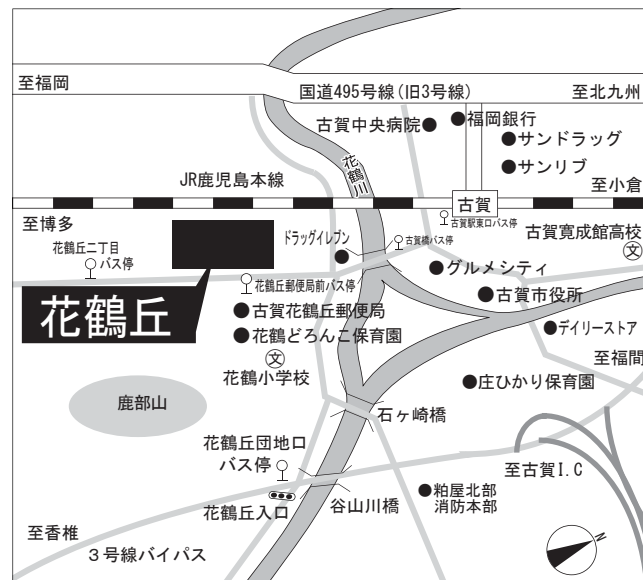 至福岡
国道495号線(旧3号線)
至北九州
古賀中央病院
福岡銀行
サンドラッグ
サンリブ
花鶴川
JR鹿児島本線
至小倉
古賀
至博多
古賀駅東口バス停
花鶴丘二丁目
バス停
ドラッグイレブン
古賀橋バス停
古賀寛成館高校
文
グルメシティ
花鶴丘郵便局前バス停
花鶴丘
古賀花鶴丘郵便局
古賀市役所
花鶴どろんこ保育園
デイリーストア
文
花鶴小学校
至福間
鹿部山
庄ひかり保育園
石ヶ崎橋
花鶴丘団地口
バス停
至古賀I.C
花鶴丘入口
谷山川橋
粕屋北部
消防本部
至香椎
3号線バイパス
N